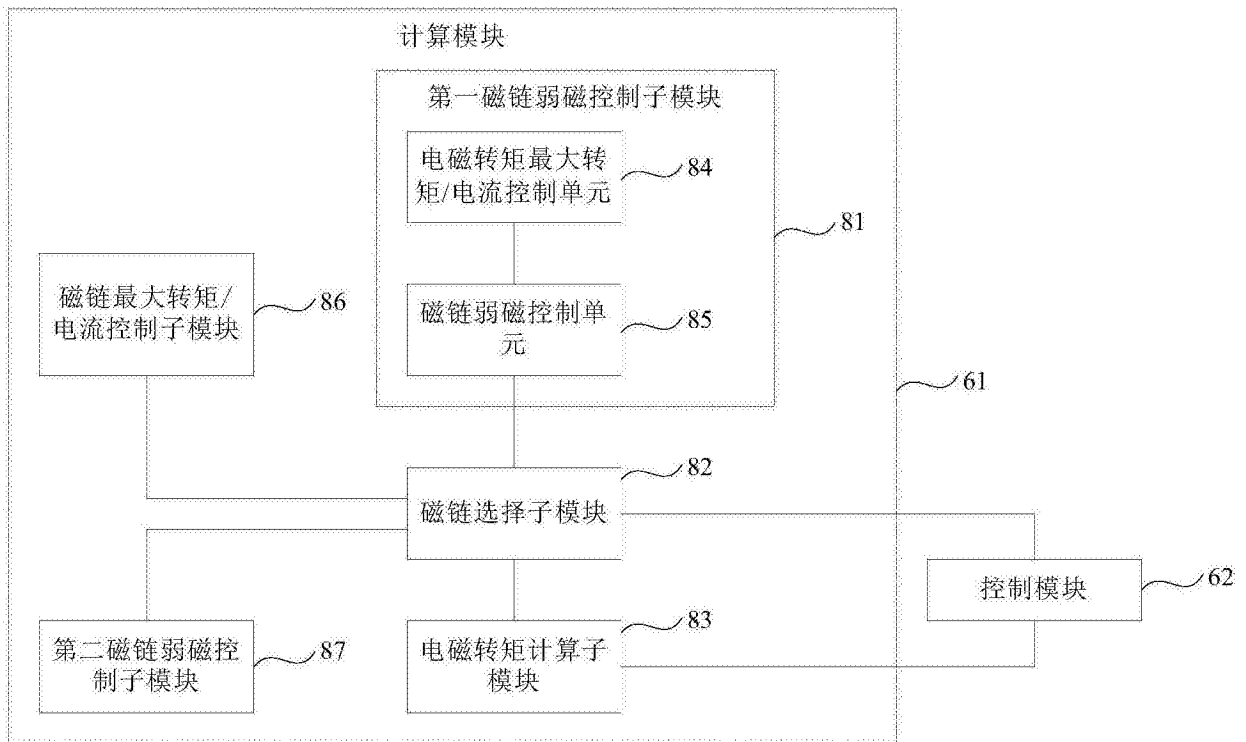 计算模块
第一磁链弱磁控制子模块
电磁转矩最大转
矩/电流控制单元
84
81
磁链最大转矩/
电流控制子模块
86
磁链弱磁控制单
元
85
61
82
磁链选择子模块
控制模块
62
第二磁链弱磁控
制子模块
87
电磁转矩计算子
模块
83